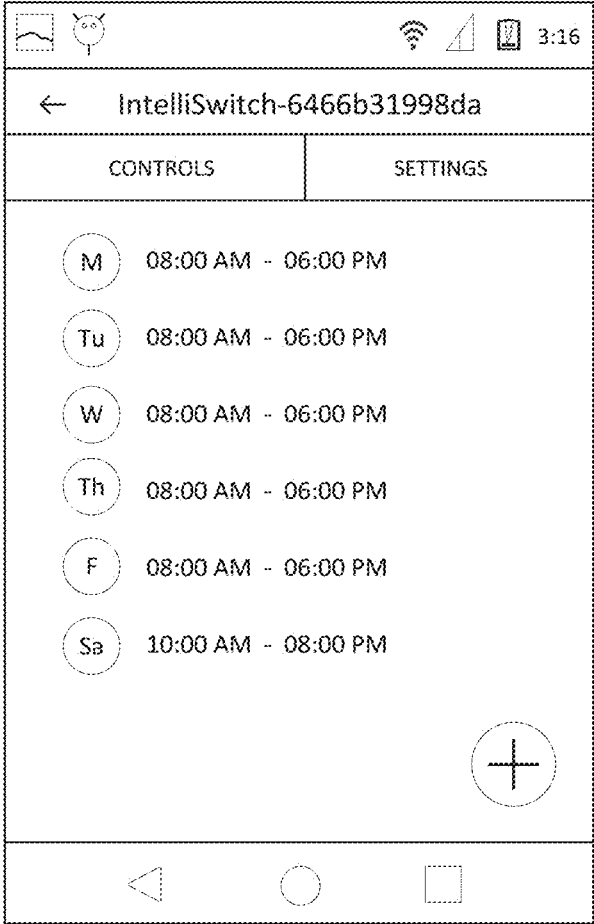 3:16
← IntelliSwitch-6466b31998da
CONTROLS SETTINGS
M 08:00 AM - 06:00 PM
Tu 08:00 AM - 06:00 PM
W 08:00 AM - 06:00 PM
Th 08:00 AM - 06:00 PM
F 08:00 AM - 06:00 PM
Sa 10:00 AM - 08:00 PM
+